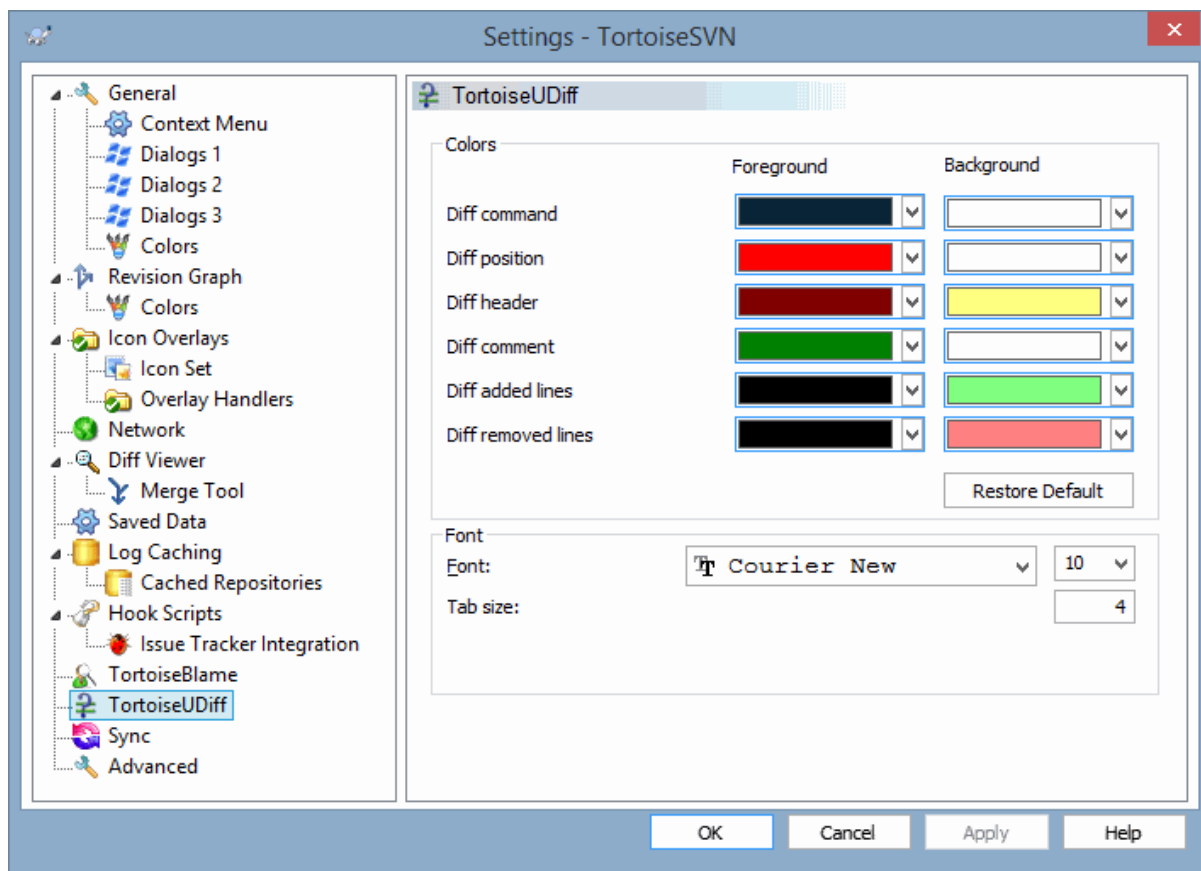 Settings - TortoiseSVN
General
Context Menu
Dialogs 1
Dialogs 2
Dialogs 3
Colors
Revision Graph
Colors
Icon Overlays
Icon Set
Overlay Handlers
Network
Diff Viewer
Merge Tool
Saved Data
Log Caching
Cached Repositories
Hook Scripts
Issue Tracker Integration
TortoiseBlame
TortoiseUDiff
Sync
Advanced
TortoiseUDiff
Colors
Foreground Background
Diff command
Diff position
Diff header
Diff comment
Diff added lines
Diff removed lines
Restore Default
Font
Font: Courier New 10
Tab size: 4
OK Cancel Apply Help